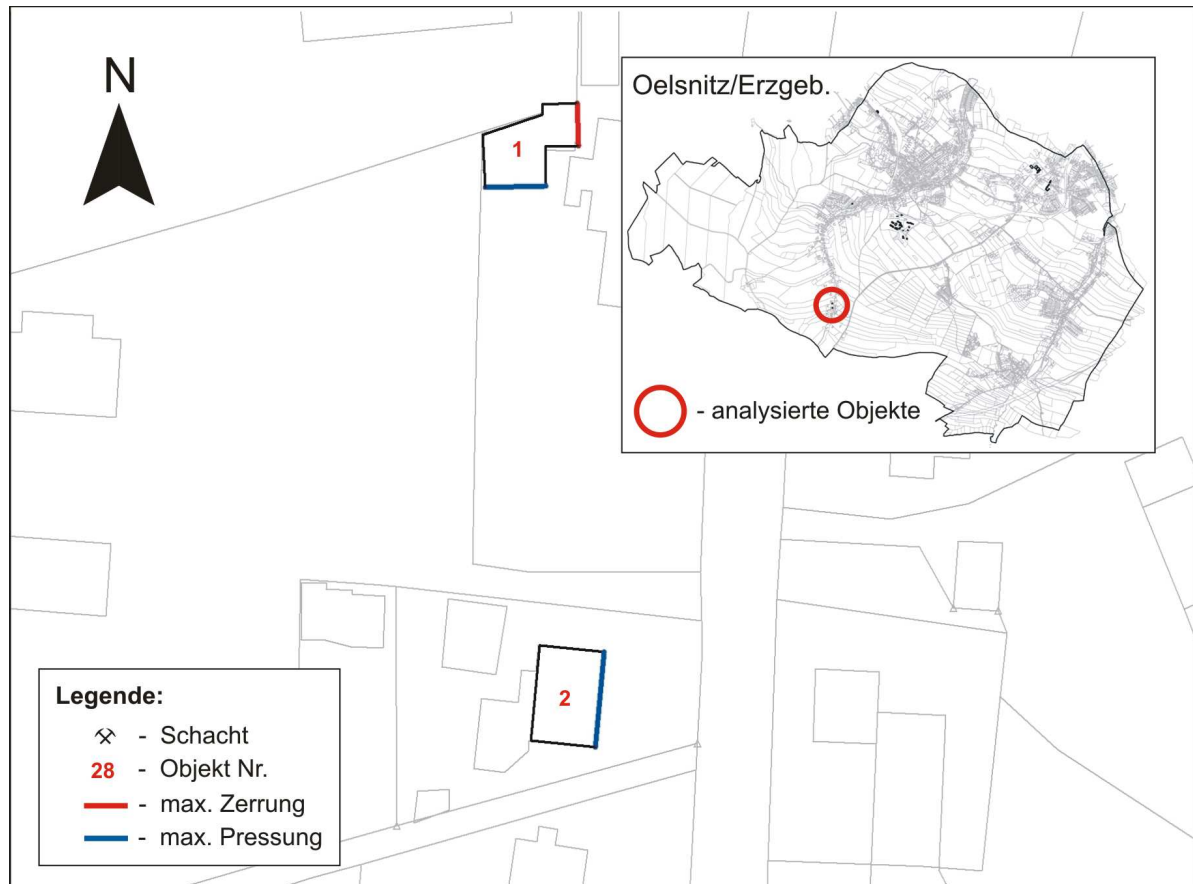 N
Oelsnitz/Erzgeb.
- analysierte Objekte
1
2
Legende:
- Schacht
28 - Objekt Nr.
- max. Zerrung
- max. Pressung